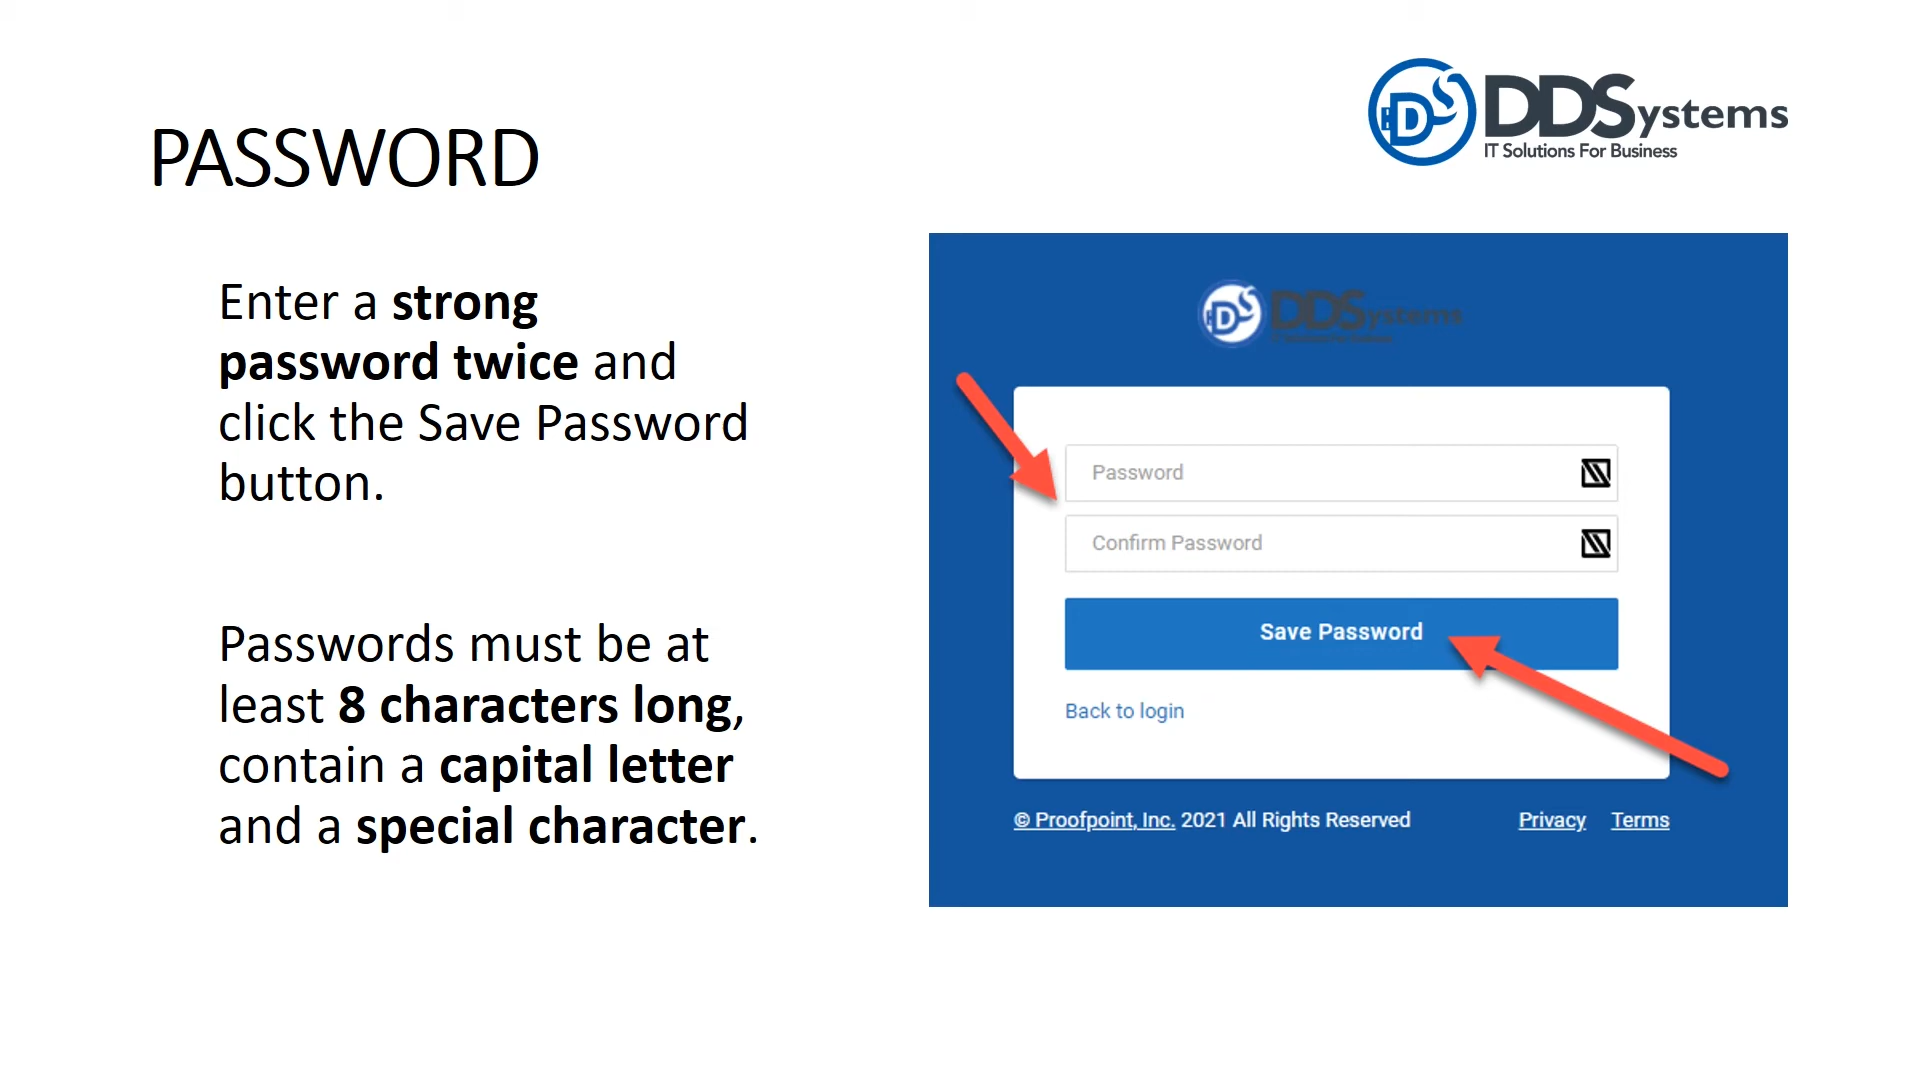 DDSystems
IT Solutions For Business
PASSWORD
Enter a strong
password twice and
click the Save Password
button.
Passwords must be at
least 8 characters long,
contain a capital letter
and a special character.
DDSystems
Password
Confirm Password
Save Password
Back to login
© Proofpoint, Inc. 2021 All Rights Reserved Privacy Terms